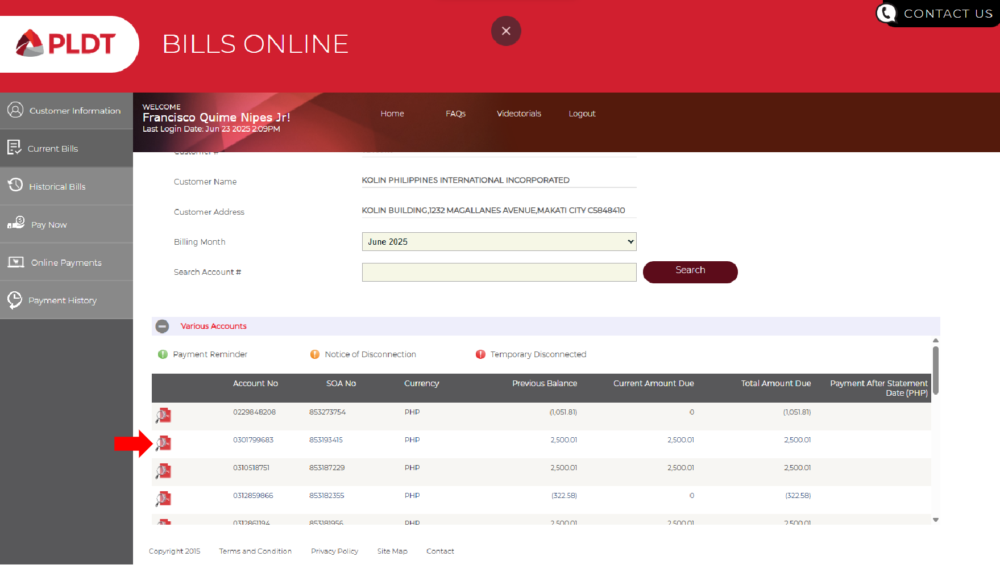 CONTACT US
PLDT
BILLS ONLINE
Customer Information
Current Bills
Historical Bills
Pay Now
Online Payments
Payment History
WELCOME
Francisco Quime Nipes Jr!
Last Login Date: Jun 23 2025 2:09PM
Home FAQs Videotorials Logout
Customer #
Customer Name KOLIN PHILIPPINES INTERNATIONAL INCORPORATED
Customer Address KOLIN BUILDING,1232 MAGALLANES AVENUE,MAKATI CITY C5848410
Billing Month June 2025
Search Account # Search
Various Accounts
Payment Reminder Notice of Disconnection Temporary Disconnected
Account No SOA No Currency Previous Balance Current Amount Due Total Amount Due Payment After Statement
Date (PHP)
0229848208 853273754 PHP (1,051.81) 0 (1,051.81)
0301799683 853193415 PHP 2,500.01 2,500.01 2,500.01
0310518751 853187229 PHP 2,500.01 2,500.01 2,500.01
0312859866 853182355 PHP (322.58) 0 (322.58)
0312861194 853181956 PHP 2,500.01 2,500.01 2,500.01
Copyright 2015 Terms and Condition Privacy Policy Site Map Contact